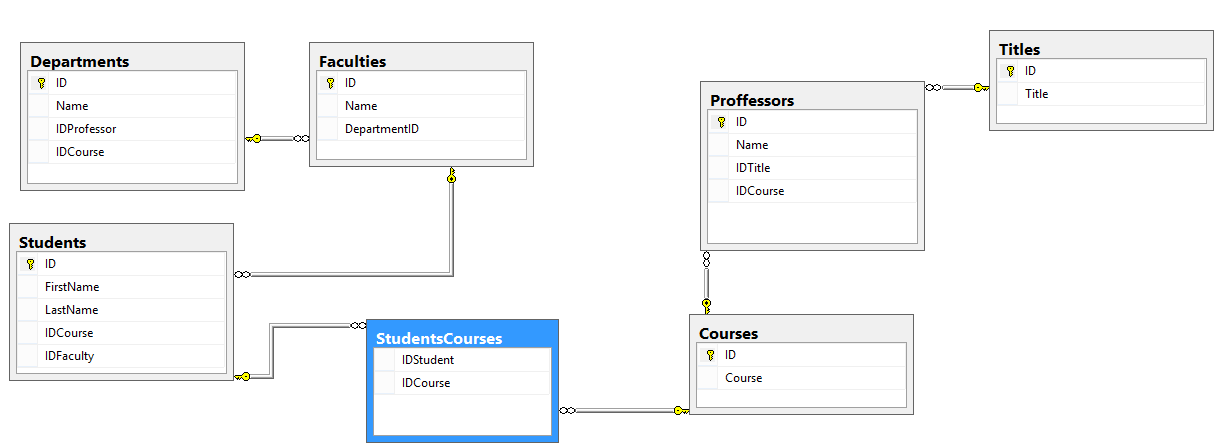 Departments
ID
Name
IDProfessor
IDCourse
Faculties
ID
Name
DepartmentID
Proffessors
ID
Name
IDTitle
IDCourse
Titles
ID
Title
Students
ID
FirstName
LastName
IDCourse
IDFaculty
StudentsCourses
IDStudent
IDCourse
Courses
ID
Course